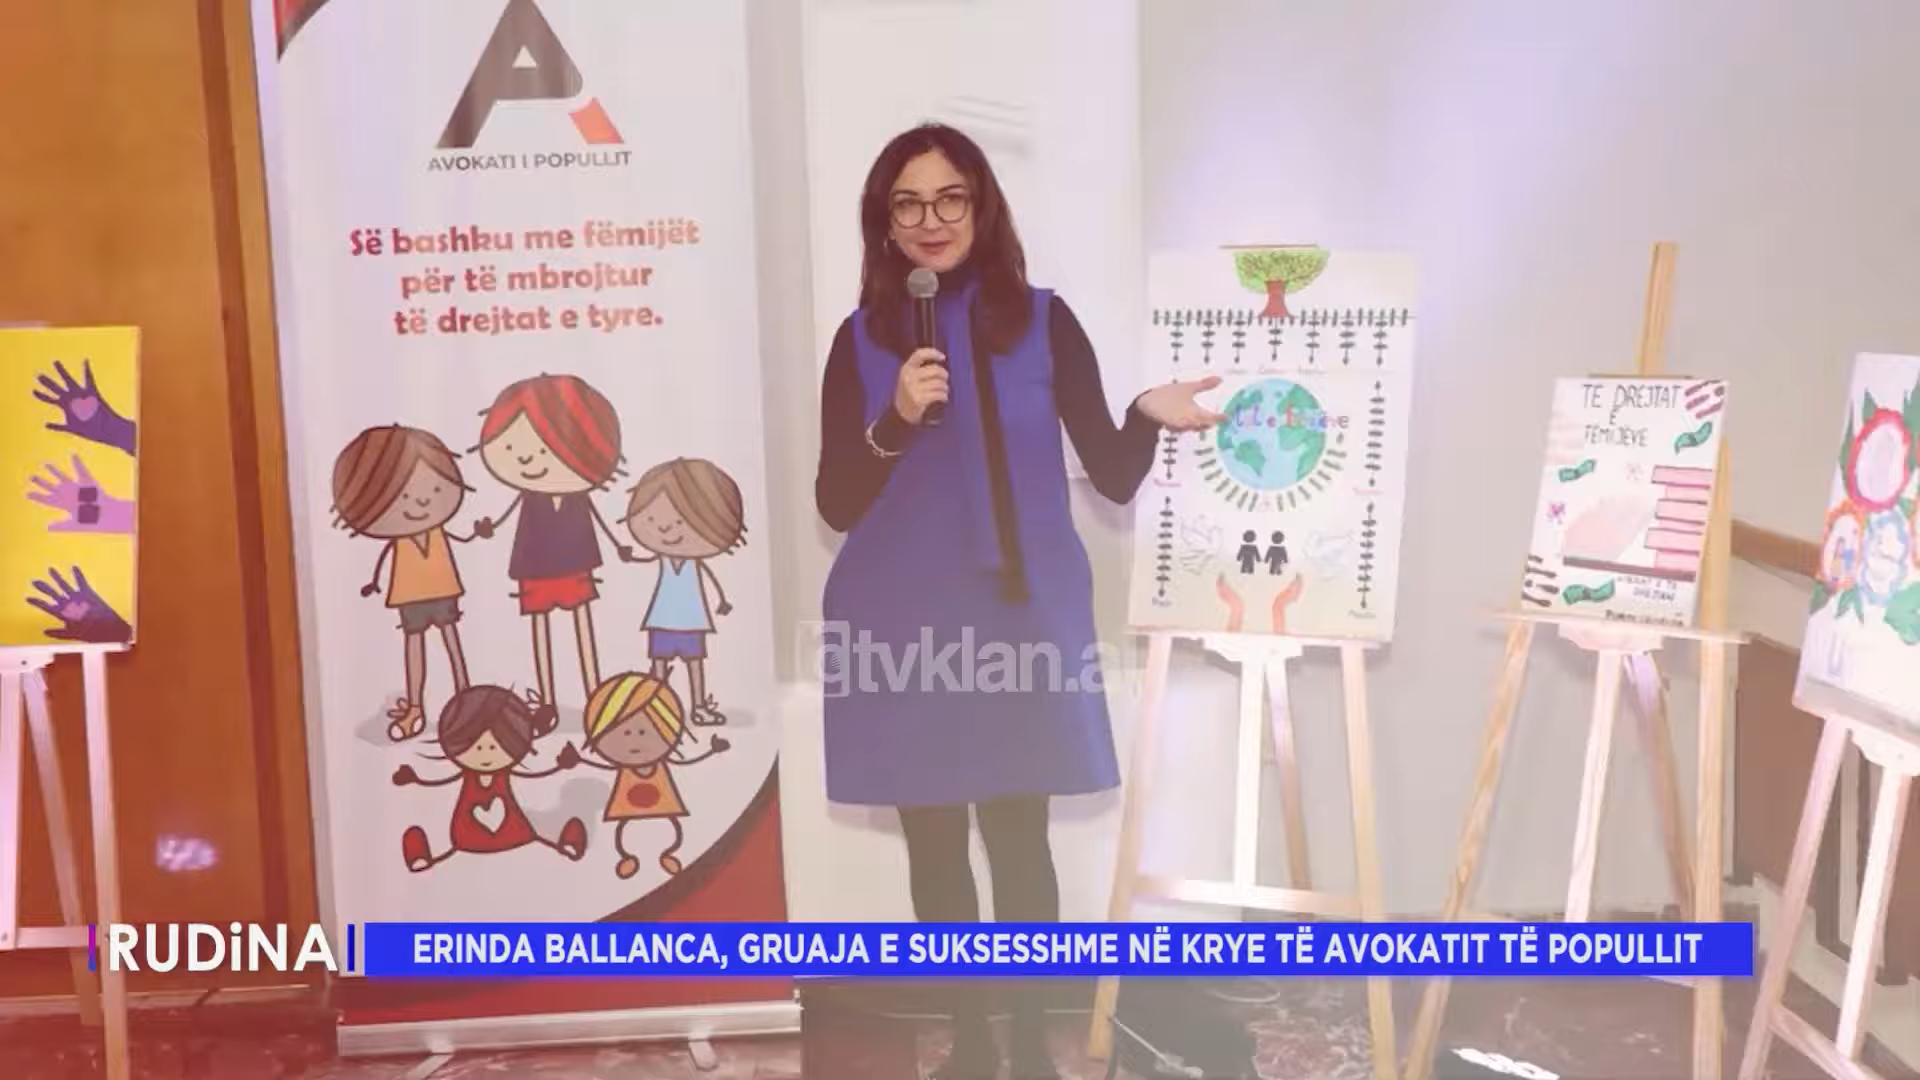 AVOKATI I POPULLIT
Së bashku me fëmijët
për të mbrojtur
të drejtat e tyre.
TË DREJTAT
E
FËMIJËVE
tvklan.al
RUDiNA
ERINDA BALLANCA, GRUAJA E SUKSESSHME NË KRYE TË AVOKATIT TË POPULLIT